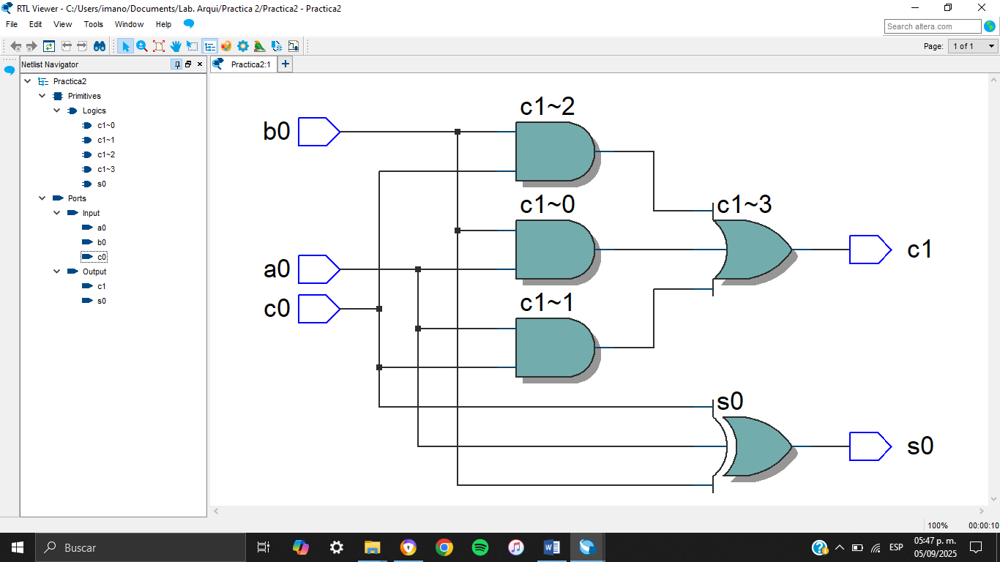 RTL Viewer - C:/Users/imano/Documents/Lab. Arqui/Practica 2/Practica2 - Practica2
File Edit View Tools Window Help
Search altera.com
Page: 1 of 1
Netlist Navigator
Practica2:1
Practica2
Primitives
Logics
c1~0
c1~1
c1~2
c1~3
s0
Ports
Input
a0
b0
c0
Output
c1
s0
c1~2
b0
c1~0
c1~3
c1
a0
c0
c1~1
s0
s0
100% 00:00:10
Buscar
ESP
05:47 p. m.
05/09/2025